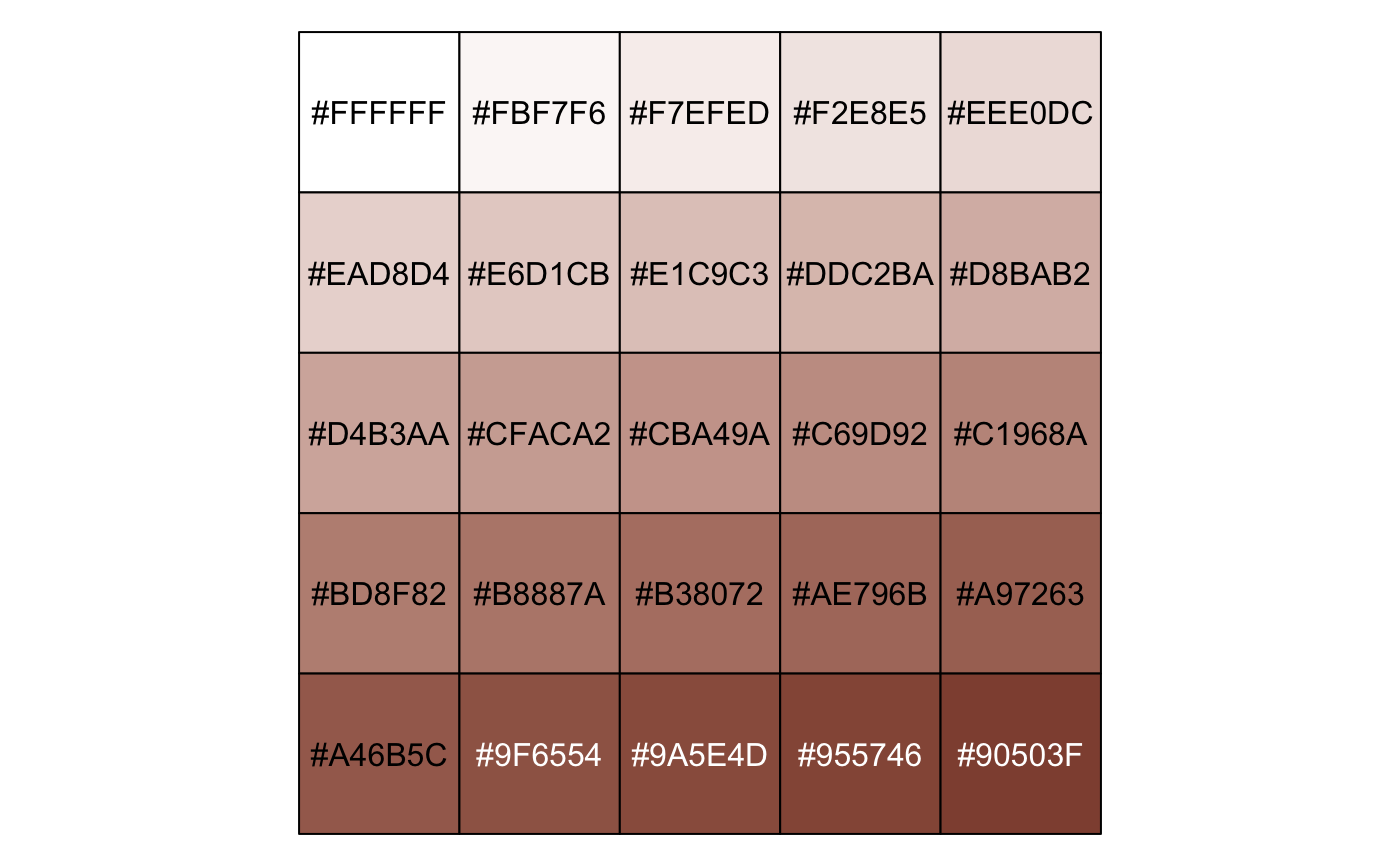 #FFFFFF #FBF7F6 #F7EFED #F2E8E5 #EEE0DC
#EAD8D4 #E6D1CB #E1C9C3 #DDC2BA #D8BAB2
#D4B3AA #CFACA2 #CBA49A #C69D92 #C1968A
#BD8F82 #B8887A #B38072 #AE796B #A97263
#A46B5C #9F6554 #9A5E4D #955746 #90503F